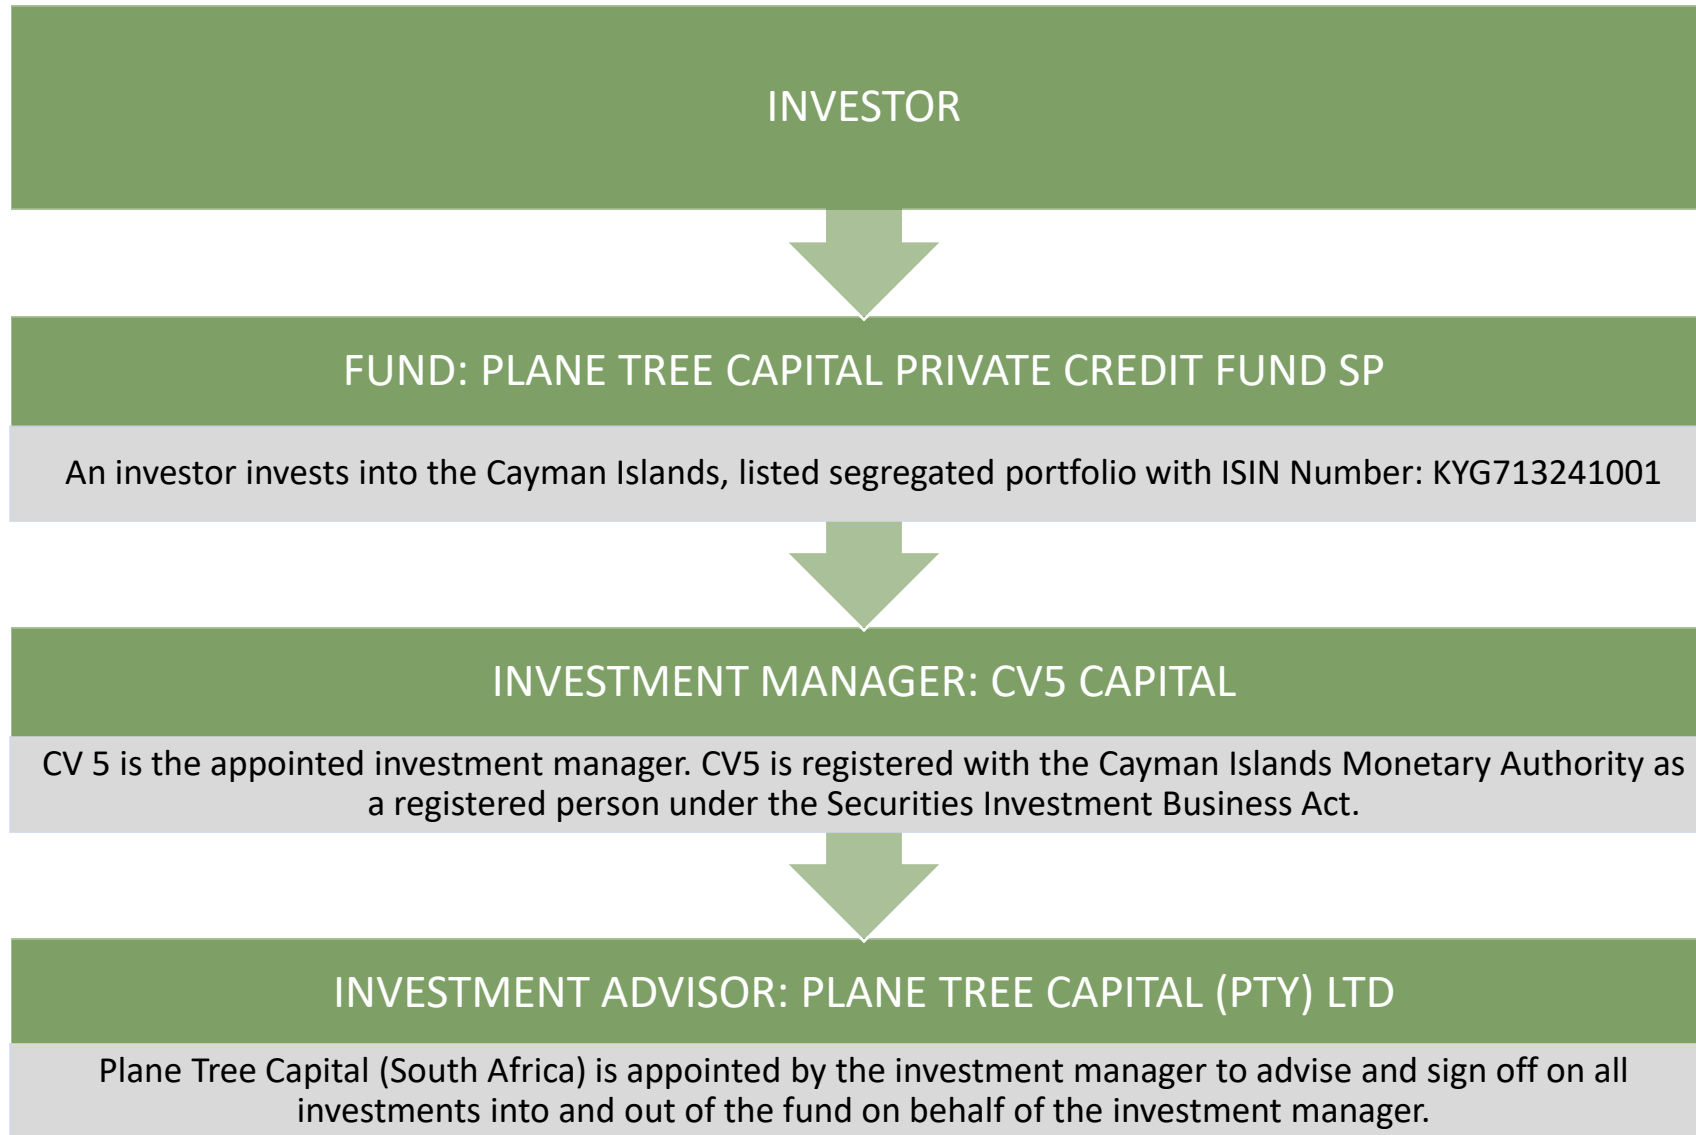 INVESTOR
FUND: PLANE TREE CAPITAL PRIVATE CREDIT FUND SP
An investor invests into the Cayman Islands, listed segregated portfolio with ISIN Number: KYG713241001
INVESTMENT MANAGER: CV5 CAPITAL
CV 5 is the appointed investment manager. CV5 is registered with the Cayman Islands Monetary Authority as
a registered person under the Securities Investment Business Act.
INVESTMENT ADVISOR: PLANE TREE CAPITAL (PTY) LTD
Plane Tree Capital (South Africa) is appointed by the investment manager to advise and sign off on all
investments into and out of the fund on behalf of the investment manager.